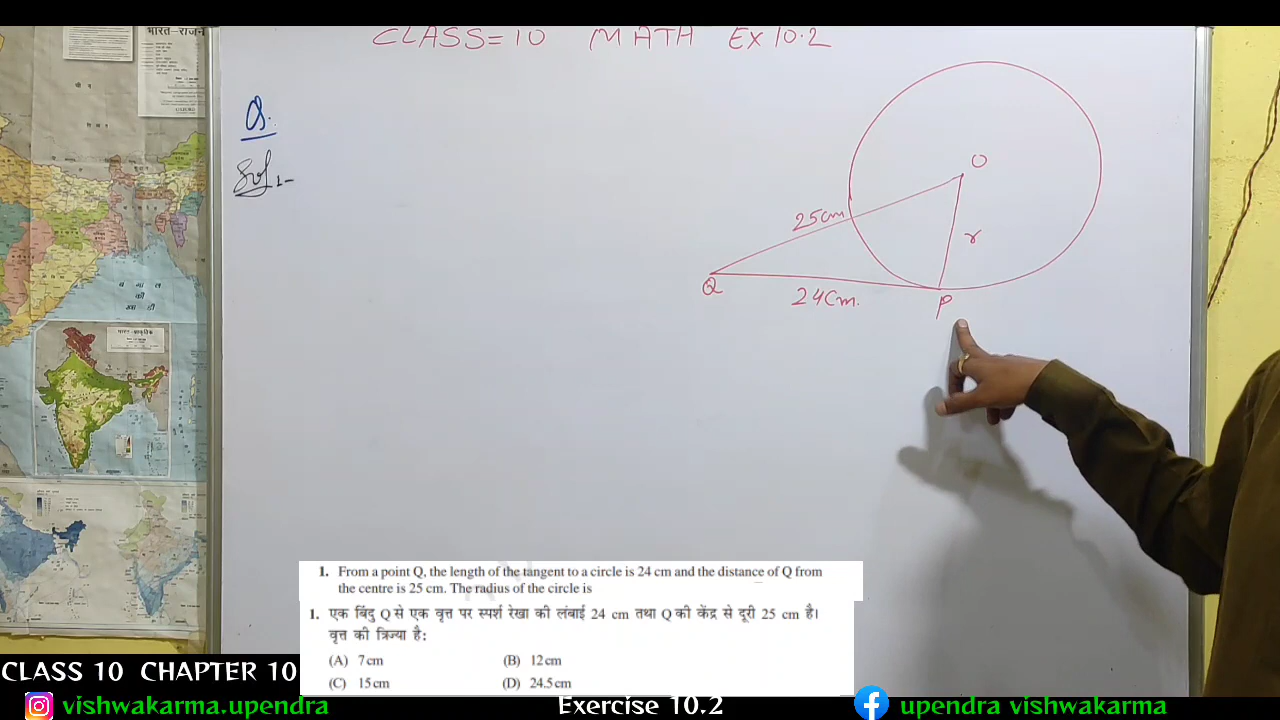 CLASS=10 MATH EX 10.2
भारत-राजन
Q.
Sol:-
O
25cm
r
Q
24Cm.
P
1. From a point Q, the length of the tangent to a circle is 24 cm and the distance of Q from
the centre is 25 cm. The radius of the circle is
1. एक बिंदु Q से एक वृत्त पर स्पर्श रेखा की लंबाई 24 cm तथा Q की केंद्र से दूरी 25 cm है।
वृत्त की त्रिज्या है:
(A) 7 cm (B) 12 cm
(C) 15 cm (D) 24.5 cm
CLASS 10 CHAPTER 10
vishwakarma.upendra Exercise 10.2 upendra vishwakarma